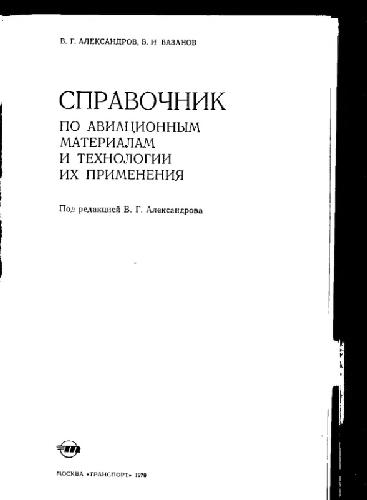 В. Г. АЛЕКСАНДРОВ, Б. И БАЗАНОВ
СПРАВОЧНИК
ПО АВИАЦИОННЫМ
МАТЕРИАЛАМ
И ТЕХНОЛОГИИ
ИХ ПРИМЕНЕНИЯ
Под редакцией В. Г. Александрова
МОСКВА «ТРАНСПОРТ» 1979